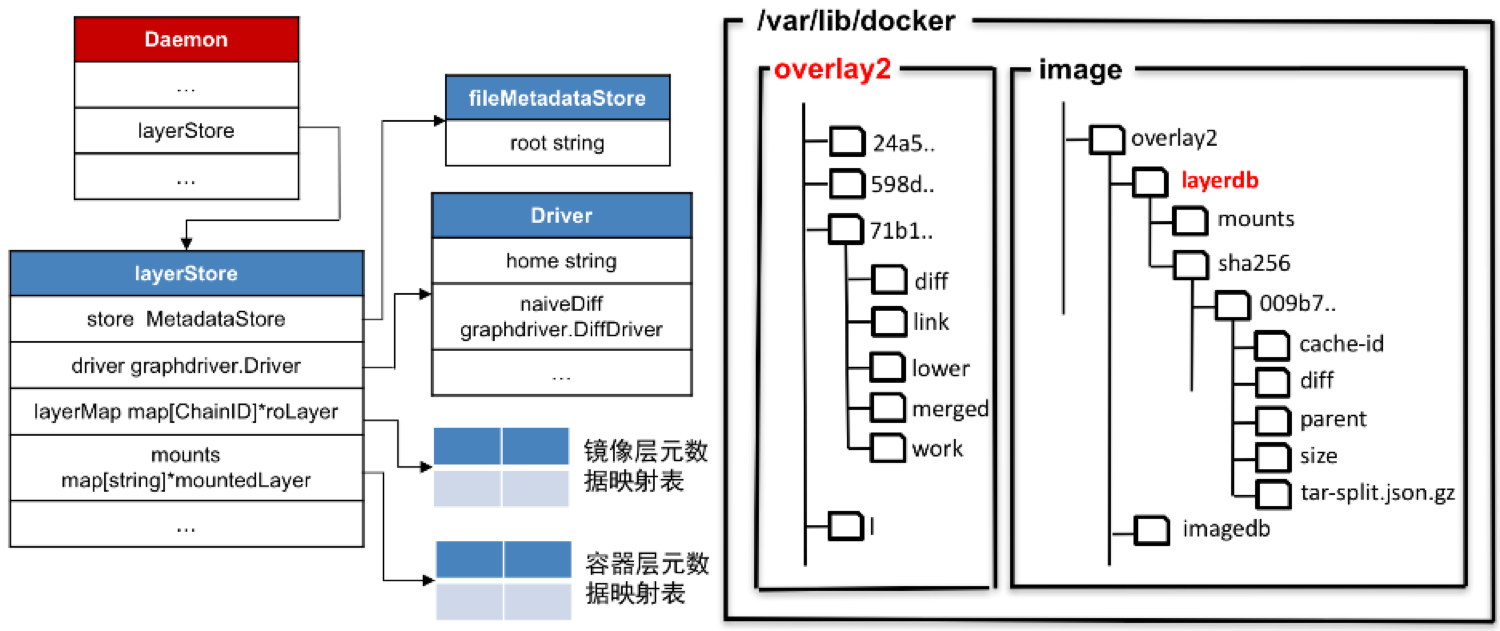 Daemon
...
layerStore
...
fileMetadataStore
root string
Driver
home string
naiveDiff
graphdriver.DiffDriver
...
layerStore
store MetadataStore
driver graphdriver.Driver
layerMap map[ChainID]*roLayer
mounts
map[string]*mountedLayer
...
镜像层元数
据映射表
容器层元数
据映射表
/var/lib/docker
overlay2
24a5..
598d..
71b1..
diff
link
lower
merged
work
l
image
overlay2
layerdb
mounts
sha256
009b7..
cache-id
diff
parent
size
tar-split.json.gz
imagedb